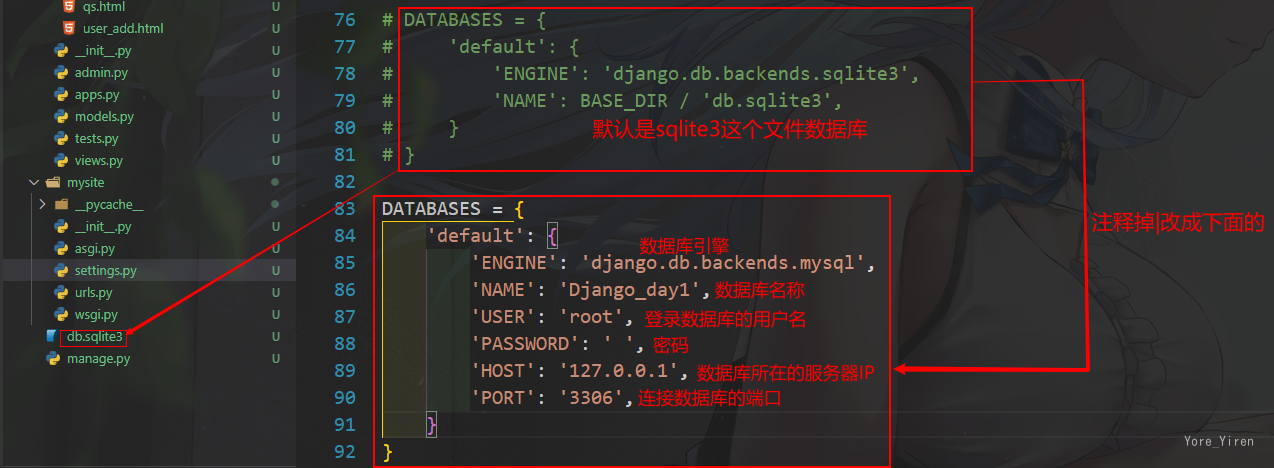 qs.html U
user_add.html U
__init__.py U
admin.py U
apps.py U
models.py U
tests.py U
views.py U
mysite
__pycache__
__init__.py U
asgi.py U
settings.py U
urls.py U
wsgi.py U
db.sqlite3 U
manage.py U
76 # DATABASES = {
77 #     'default': {
78 #         'ENGINE': 'django.db.backends.sqlite3',
79 #         'NAME': BASE_DIR / 'db.sqlite3',
80 #     } 默认是sqlite3这个文件数据库
81 # }
82
83 DATABASES = {
84     'default': { 数据库引擎
85         'ENGINE': 'django.db.backends.mysql',
86         'NAME': 'Django_day1', 数据库名称
87         'USER': 'root', 登录数据库的用户名
88         'PASSWORD': ' ', 密码
89         'HOST': '127.0.0.1', 数据库所在的服务器IP
90         'PORT': '3306', 连接数据库的端口
91     }
92 }
注释掉|改成下面的
Yore_Yiren